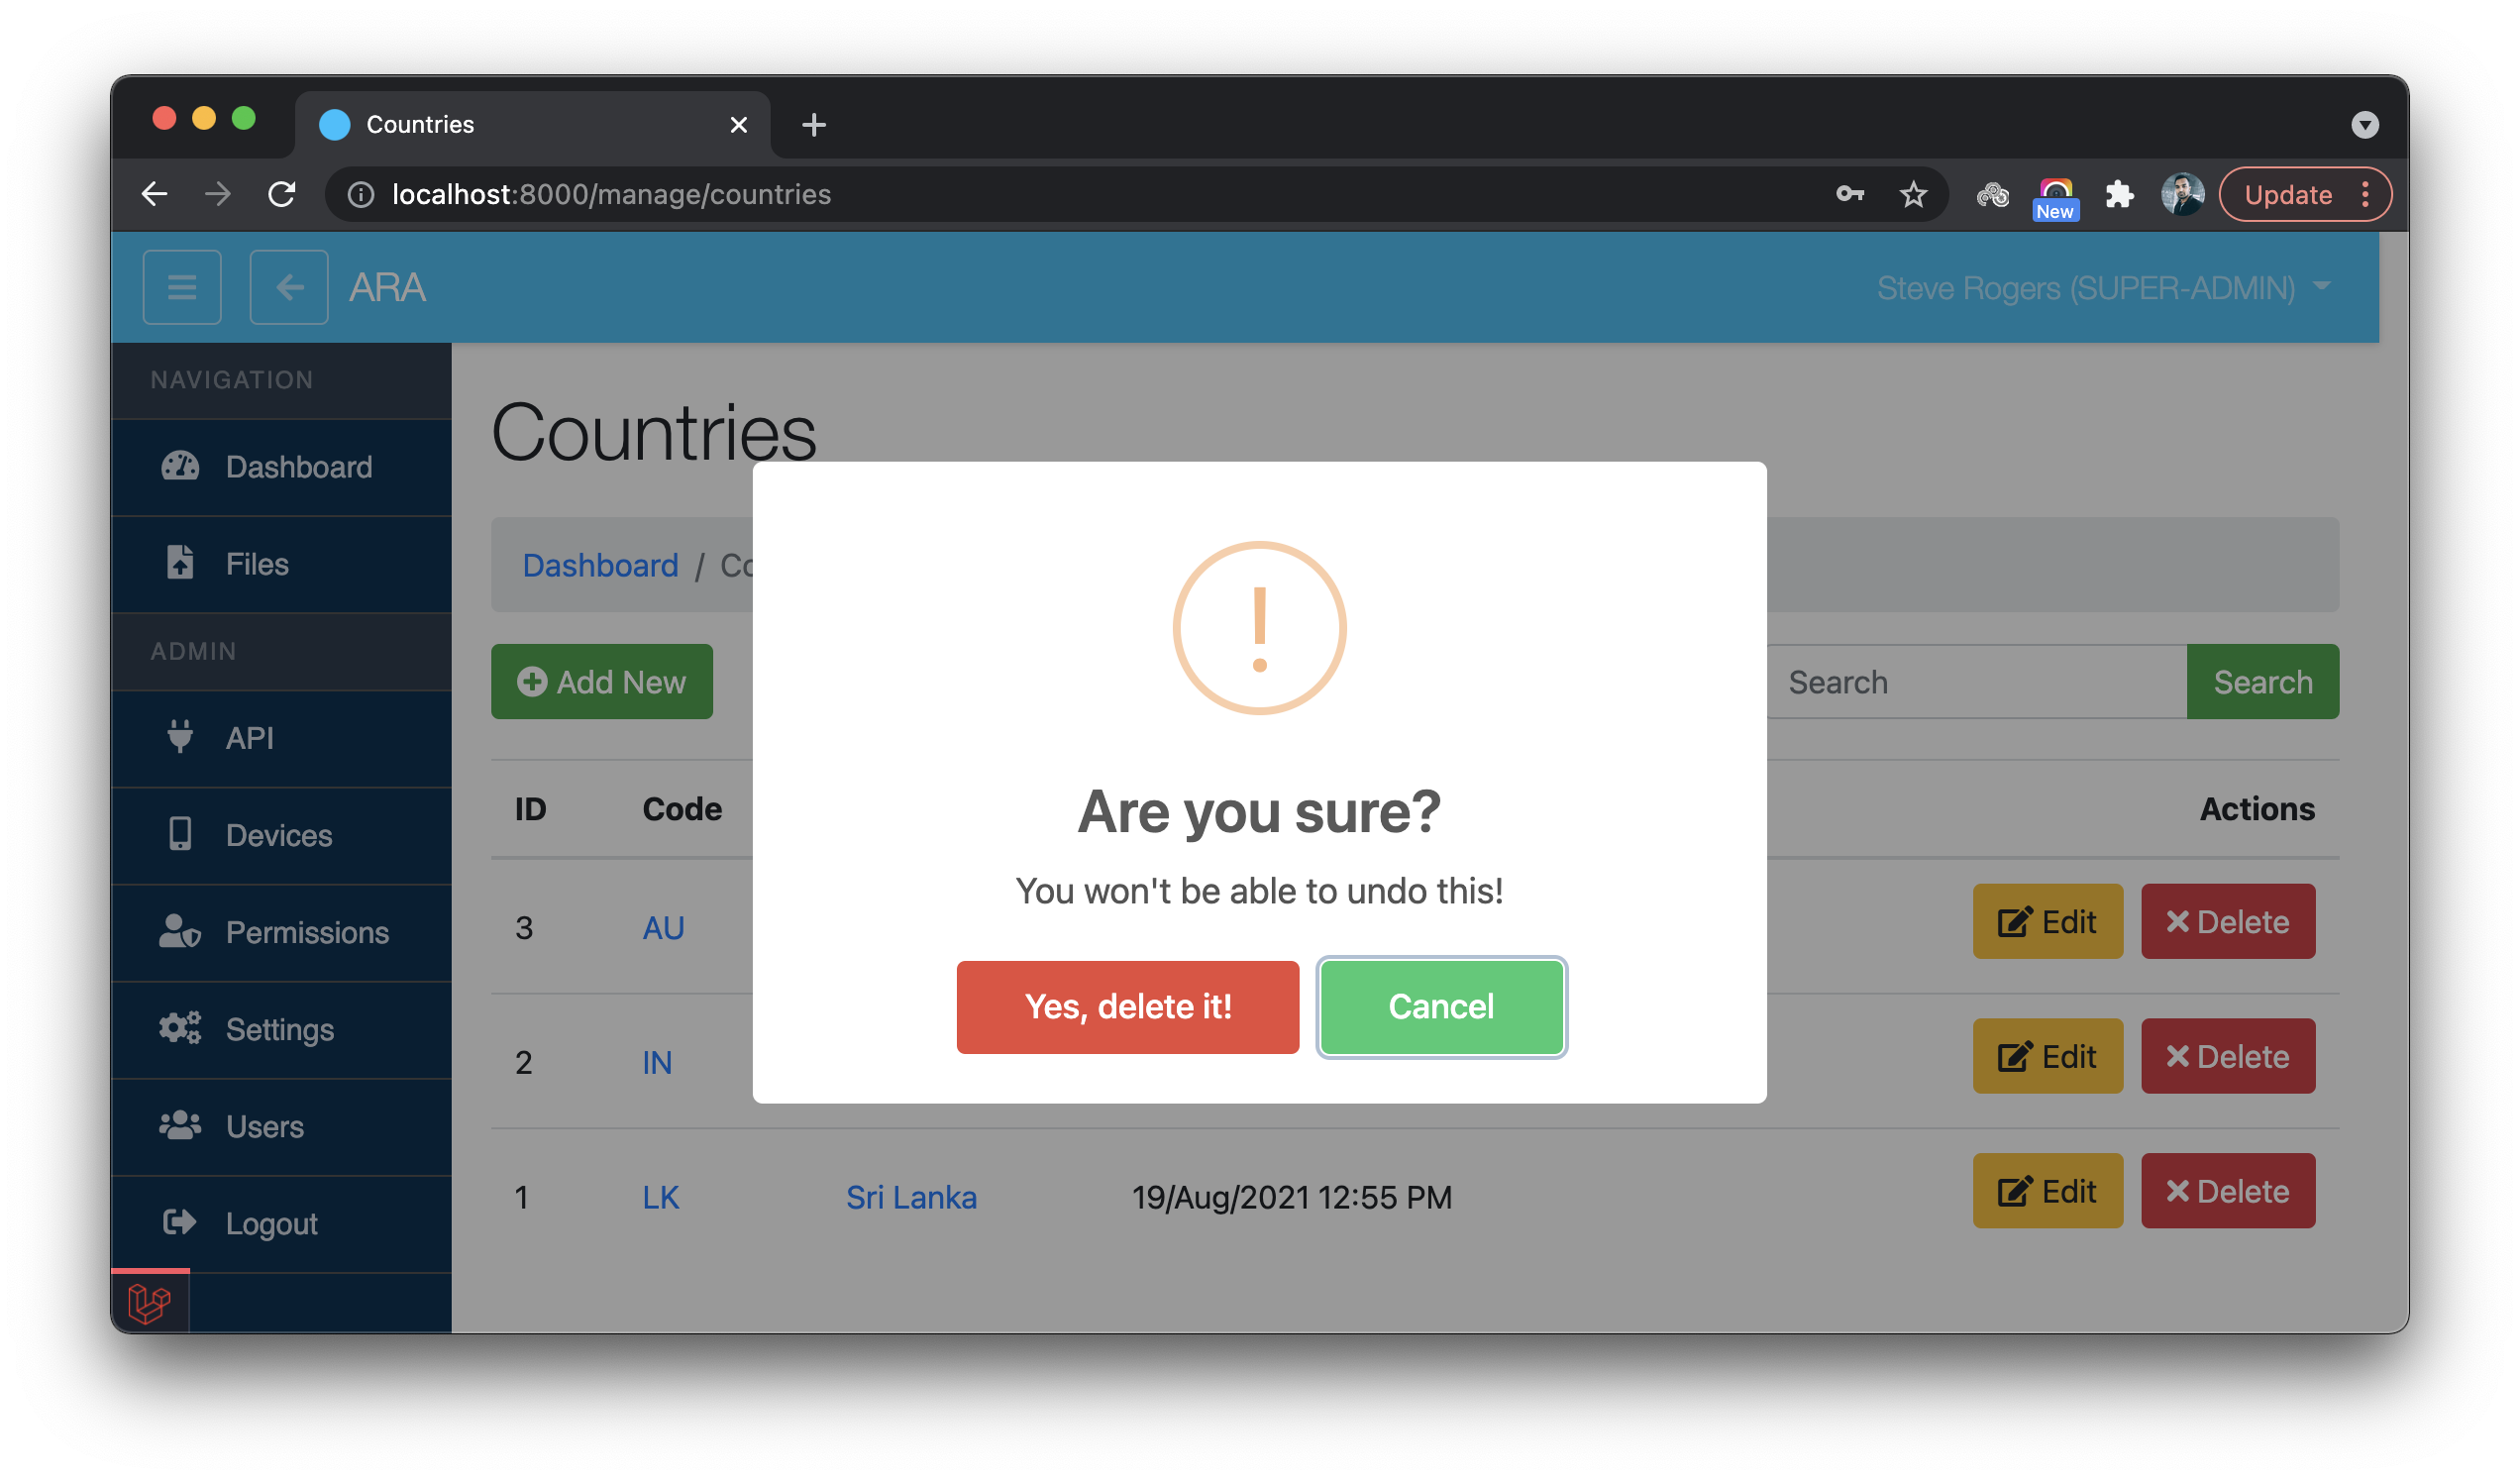 Countries
localhost:8000/manage/countries
New
Update
ARA
Steve Rogers (SUPER-ADMIN)
NAVIGATION
Dashboard
Files
ADMIN
API
Devices
Permissions
Settings
Users
Logout
Countries
Dashboard / Co
Add New
Search
Search
ID Code Actions
3 AU Edit Delete
2 IN Edit Delete
1 LK Sri Lanka 19/Aug/2021 12:55 PM Edit Delete
Are you sure?
You won't be able to undo this!
Yes, delete it!
Cancel